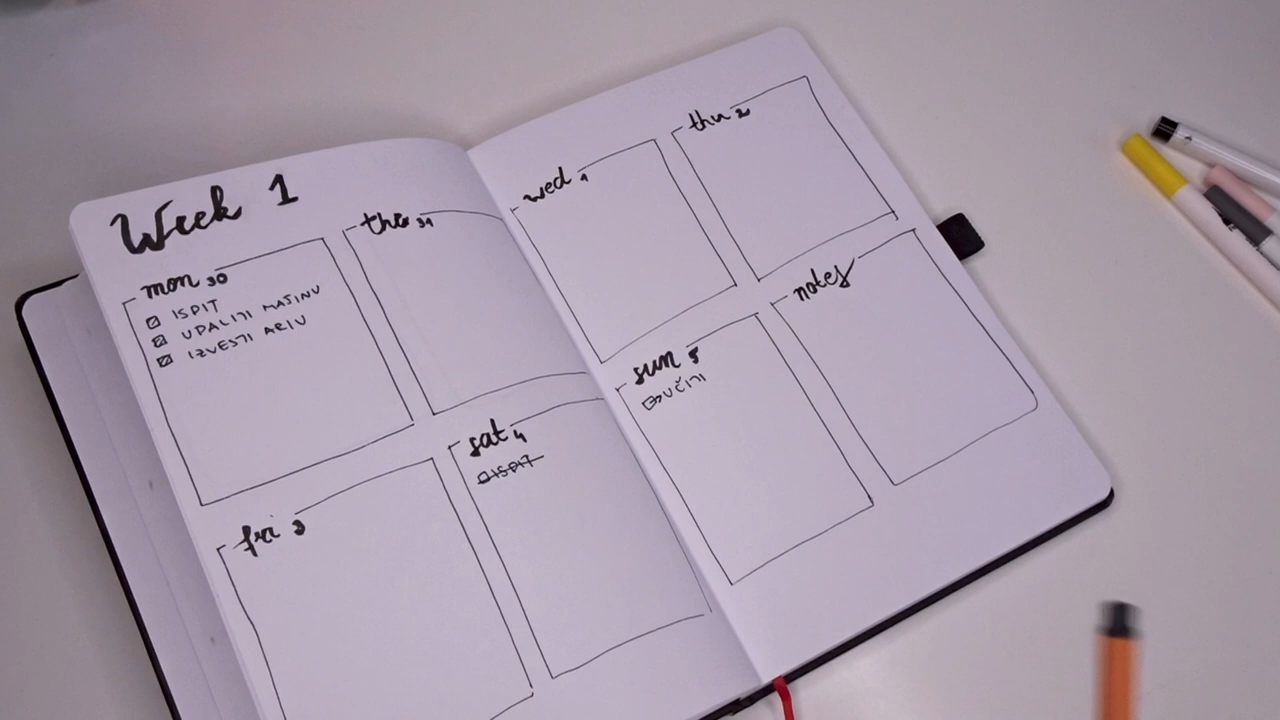 Week 1
mon 30
ISPIT
UPALITI MAŠINU
IZVESTI ARIU
the 31
wed 1
thu 2
fri 3
sat 4
ISPIT
sun 5
UČITI
notes